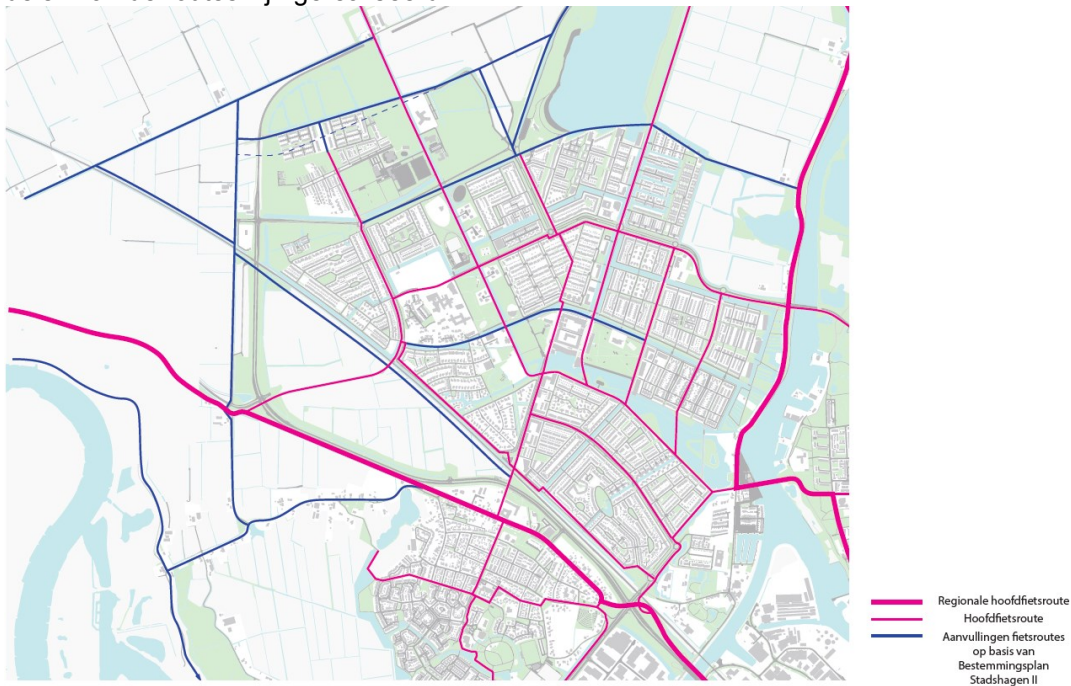 Regionale hoofdfietsroute
Hoofdfietsroute
Aanvullingen fietsroutes
op basis van
Bestemmingsplan
Stadshagen II